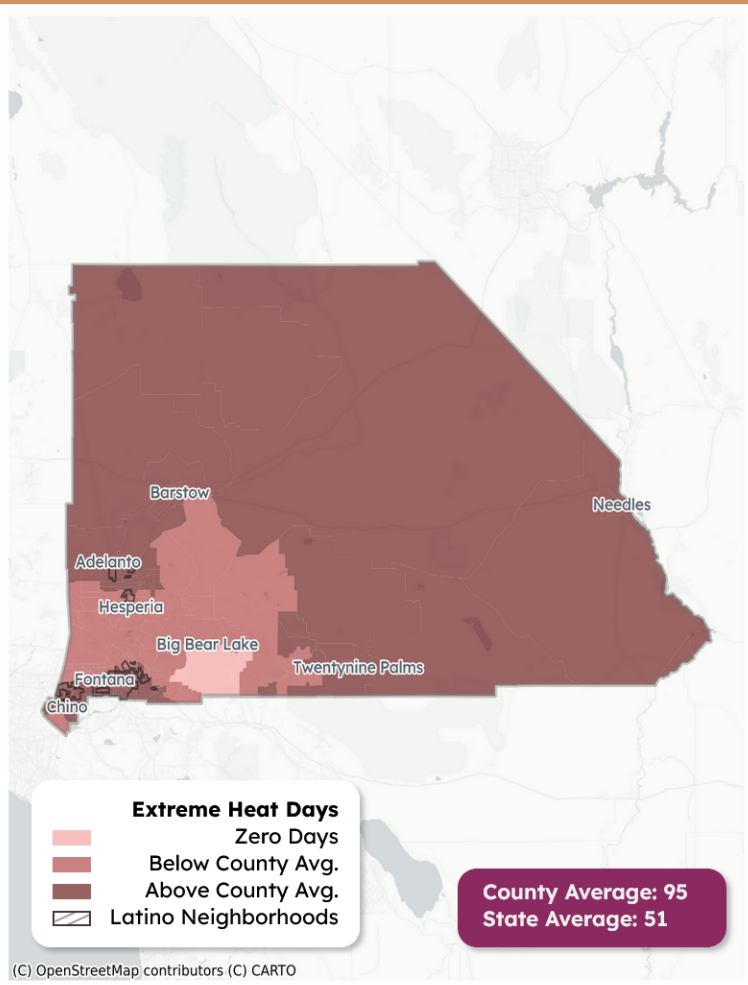 Barstow
Needles
Adelanto
Hesperia
Big Bear Lake
Twentynine Palms
Fontana
Chino
Extreme Heat Days
Zero Days
Below County Avg.
Above County Avg.
Latino Neighborhoods
County Average: 95
State Average: 51
(C) OpenStreetMap contributors (C) CARTO